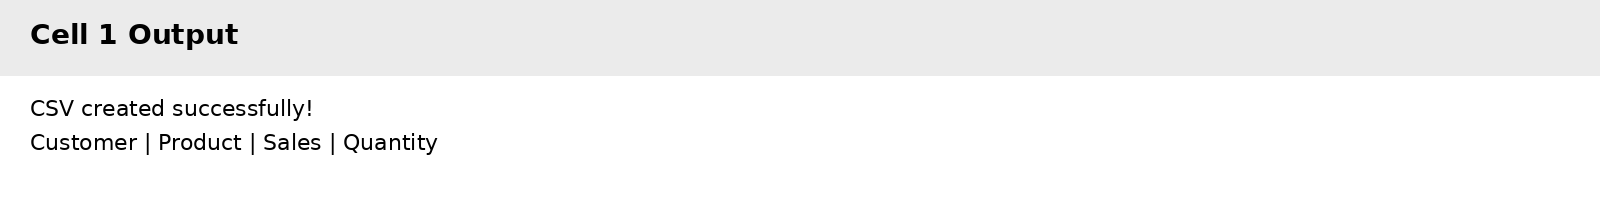 Cell 1 Output
CSV created successfully!
Customer | Product | Sales | Quantity